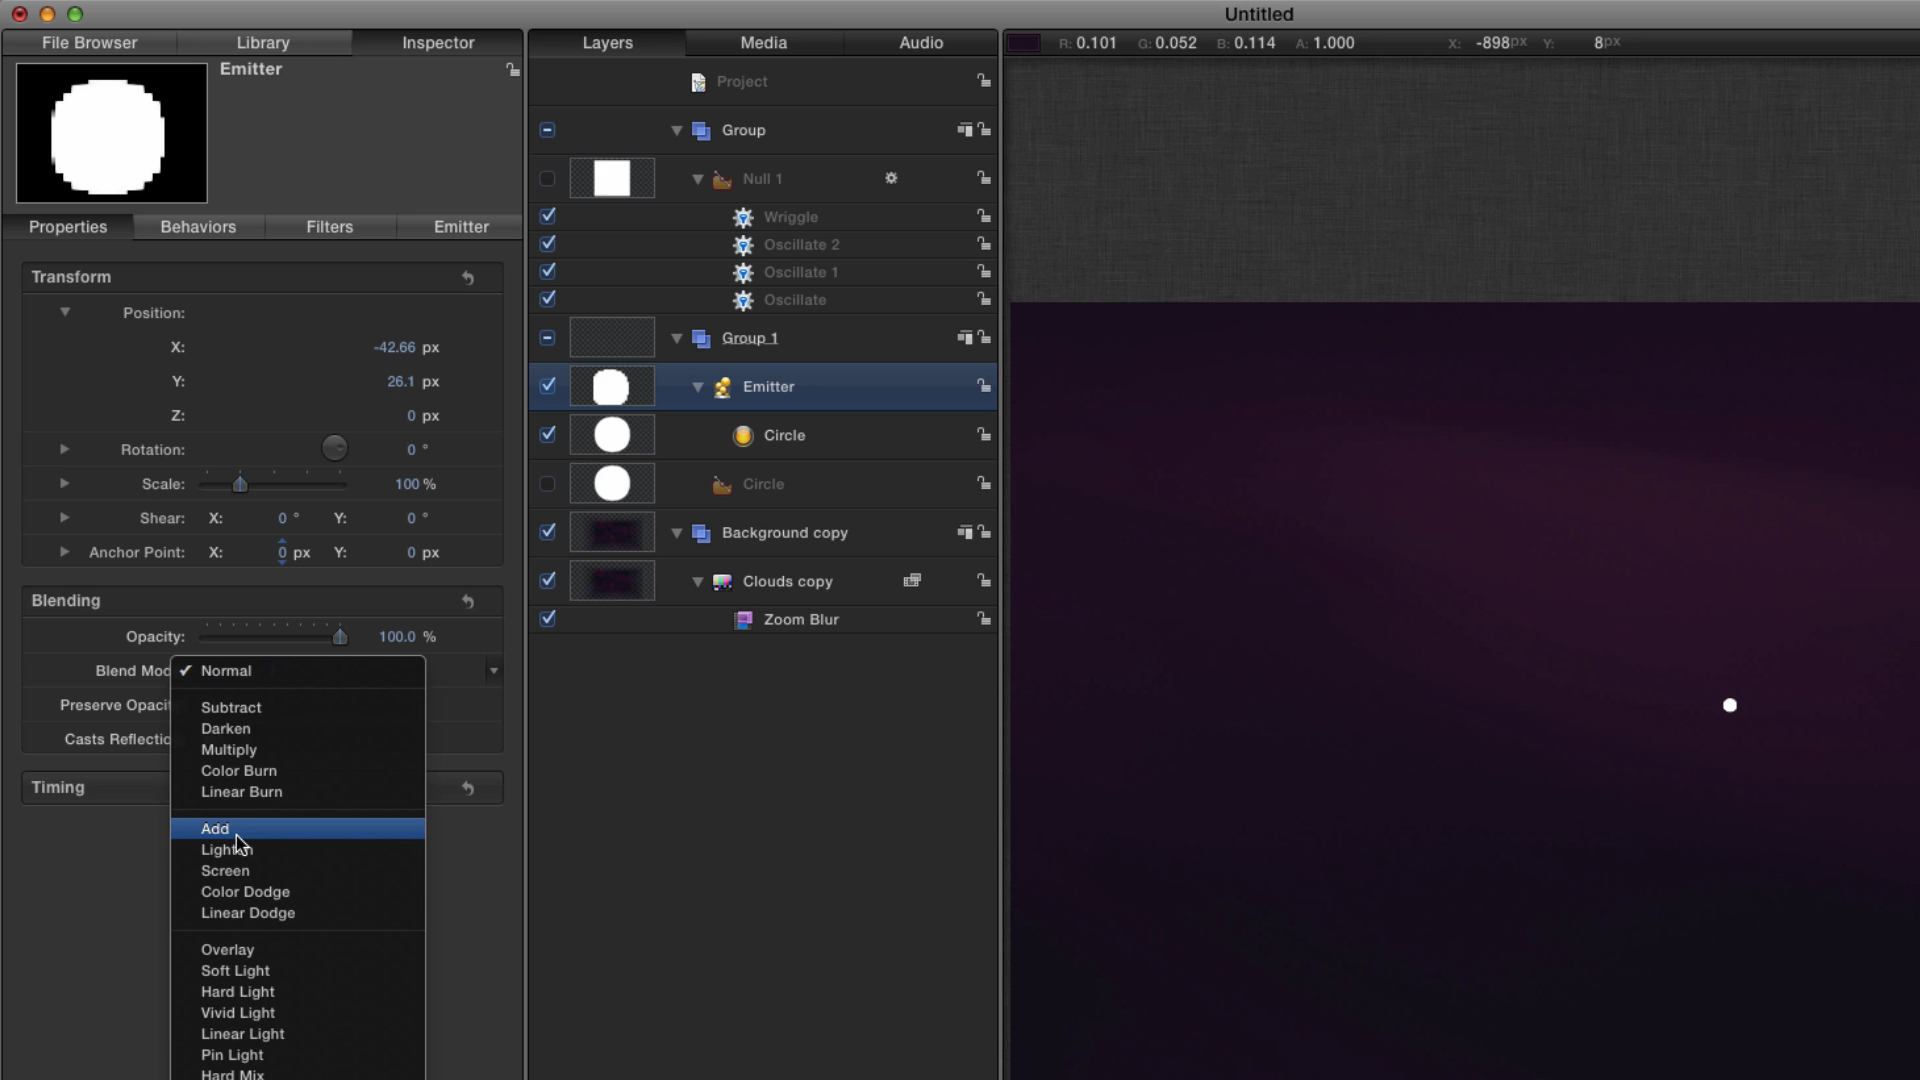 Untitled
File Browser
Library
Inspector
Emitter
Properties
Behaviors
Filters
Emitter
Transform
Position:
X: -42.66 px
Y: 26.1 px
Z: 0 px
Rotation: 0 °
Scale: 100 %
Shear: X: 0 ° Y: 0 °
Anchor Point: X: 0 px Y: 0 px
Blending
Opacity: 100.0 %
Blend Mod
Preserve Opacit
Casts Reflectio
Timing
✔ Normal
Subtract
Darken
Multiply
Color Burn
Linear Burn
Add
Lighten
Screen
Color Dodge
Linear Dodge
Overlay
Soft Light
Hard Light
Vivid Light
Linear Light
Pin Light
Hard Mix
Layers
Media
Audio
Project
Group
Null 1
Wriggle
Oscillate 2
Oscillate 1
Oscillate
Group 1
Emitter
Circle
Circle
Background copy
Clouds copy
Zoom Blur
R: 0.101 G: 0.052 B: 0.114 A: 1.000 X: -898px Y: 8px